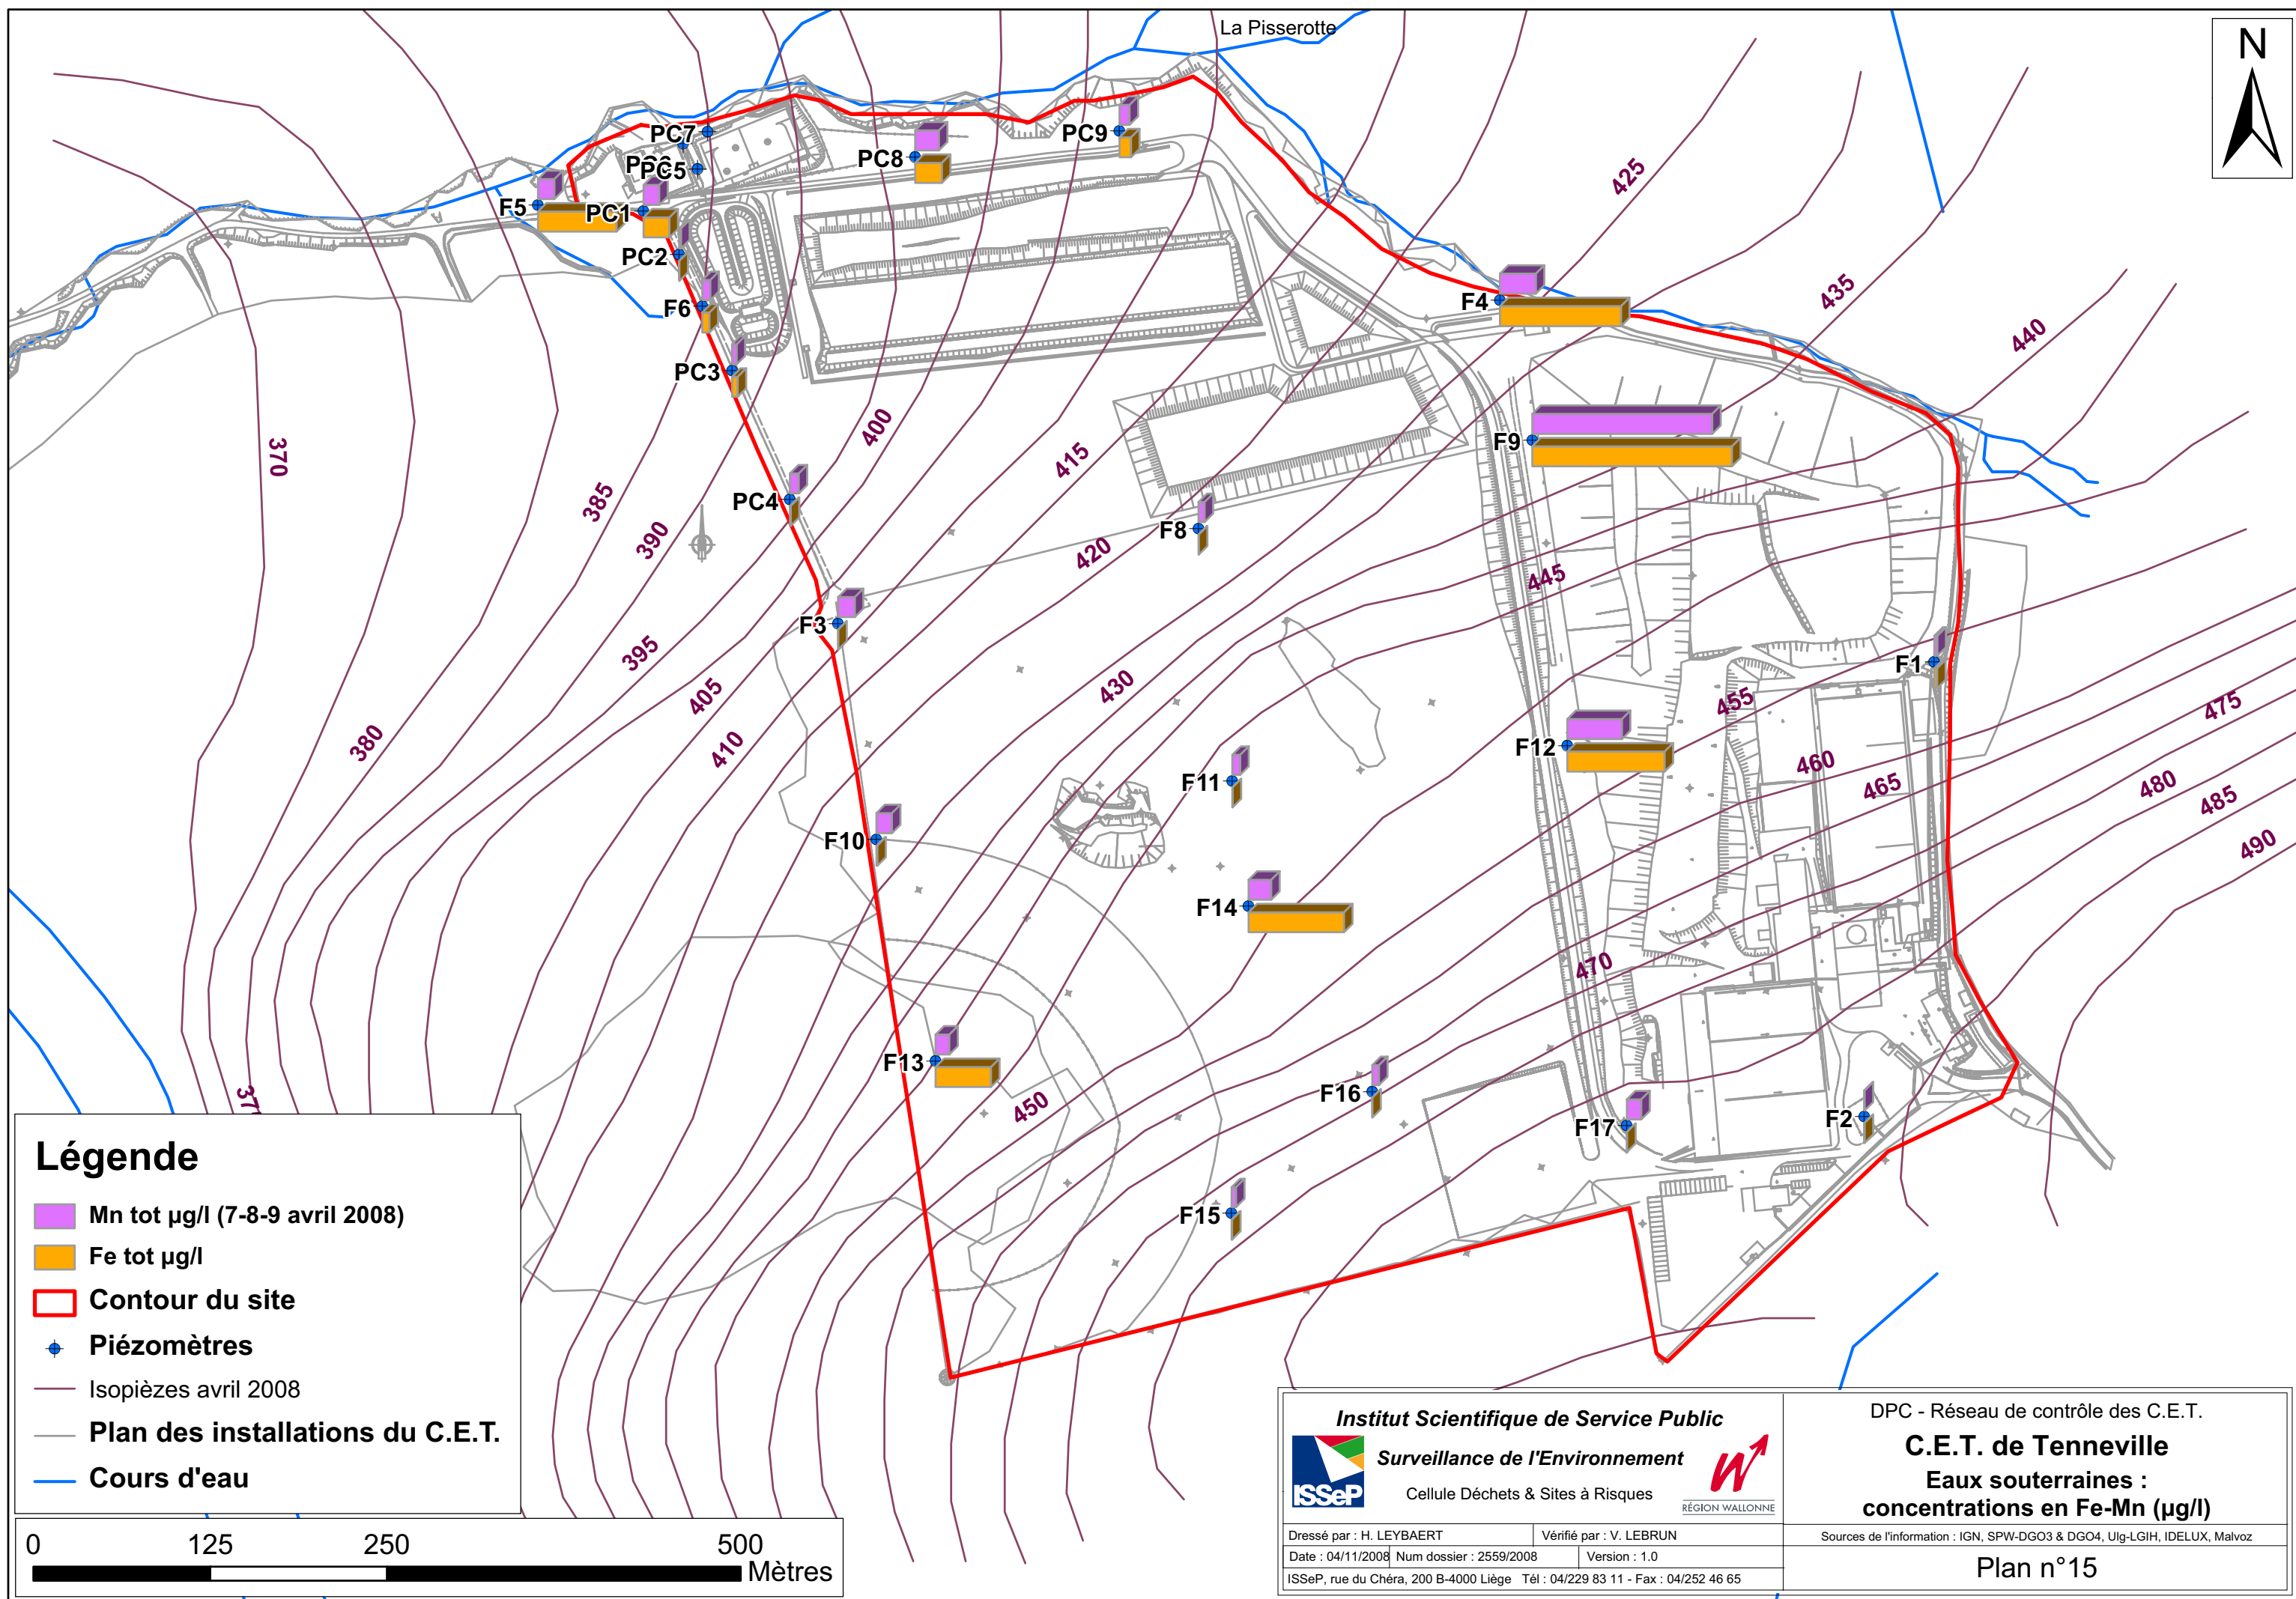 La Pisserotte
N
PC7
PC9
PC8
PC5
F5
PC1
PC2
F6
PC3
F4
425
435
440
370
400
415
F9
385
390
PC4
F8
420
445
F3
395
405
430
F1
455
475
380
410
F12
460
465
480
485
490
F11
F10
F14
470
F13
450
F16
F17
F2
F15
Légende
Mn tot µg/l (7-8-9 avril 2008)
Fe tot µg/l
Contour du site
Piézomètres
Isopièzes avril 2008
Plan des installations du C.E.T.
Cours d'eau
0 125 250 500
Mètres
Institut Scientifique de Service Public
Surveillance de l'Environnement
Cellule Déchets & Sites à Risques
ISSeP
RÉGION WALLONNE
DPC - Réseau de contrôle des C.E.T.
C.E.T. de Tenneville
Eaux souterraines :
concentrations en Fe-Mn (µg/l)
Dressé par : H. LEYBAERT
Vérifié par : V. LEBRUN
Sources de l'information : IGN, SPW-DGO3 & DGO4, Ulg-LGIH, IDELUX, Malvoz
Date : 04/11/2008
Num dossier : 2559/2008
Version : 1.0
Plan n°15
ISSeP, rue du Chéra, 200 B-4000 Liège Tél : 04/229 83 11 - Fax : 04/252 46 65